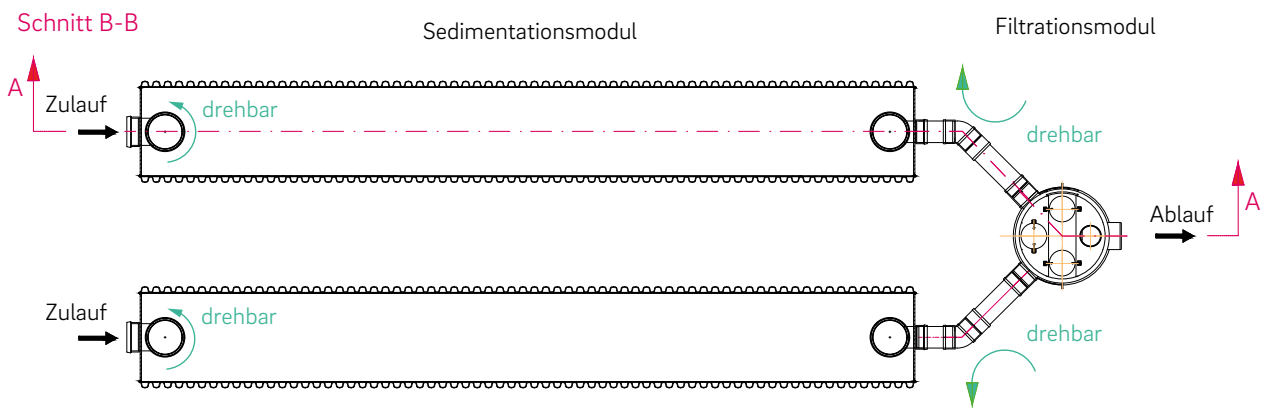 Schnitt B-B
Sedimentationsmodul
Filtrationsmodul
A
Zulauf
drehbar
drehbar
Ablauf
A
Zulauf
drehbar
drehbar